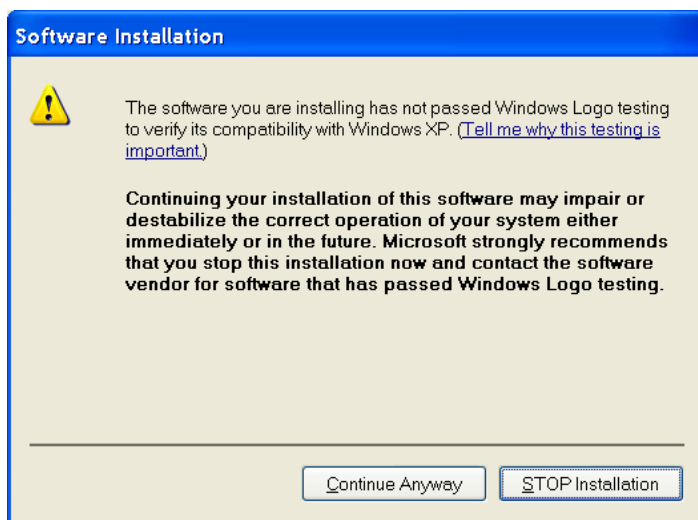 Software Installation
The software you are installing has not passed Windows Logo testing
to verify its compatibility with Windows XP. (Tell me why this testing is
important.)
Continuing your installation of this software may impair or
destabilize the correct operation of your system either
immediately or in the future. Microsoft strongly recommends
that you stop this installation now and contact the software
vendor for software that has passed Windows Logo testing.
Continue Anyway
STOP Installation